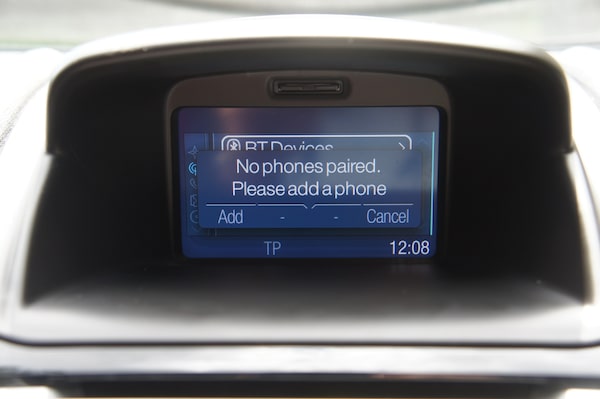 BT Devices
No phones paired.
Please add a phone
Add - - Cancel
TP 12:08